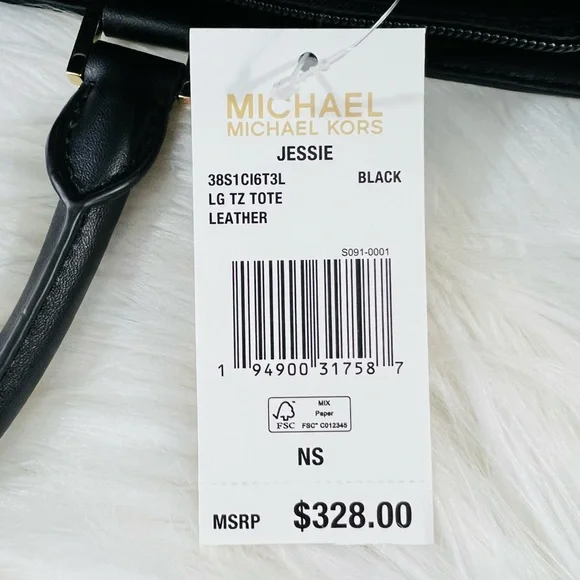 MICHAEL
MICHAEL KORS
JESSIE
38S1CI6T3L BLACK
LG TZ TOTE
LEATHER
S091-0001
1 94900 31758 7
FSC
MIX
Paper
FSC® C012345
NS
MSRP $328.00